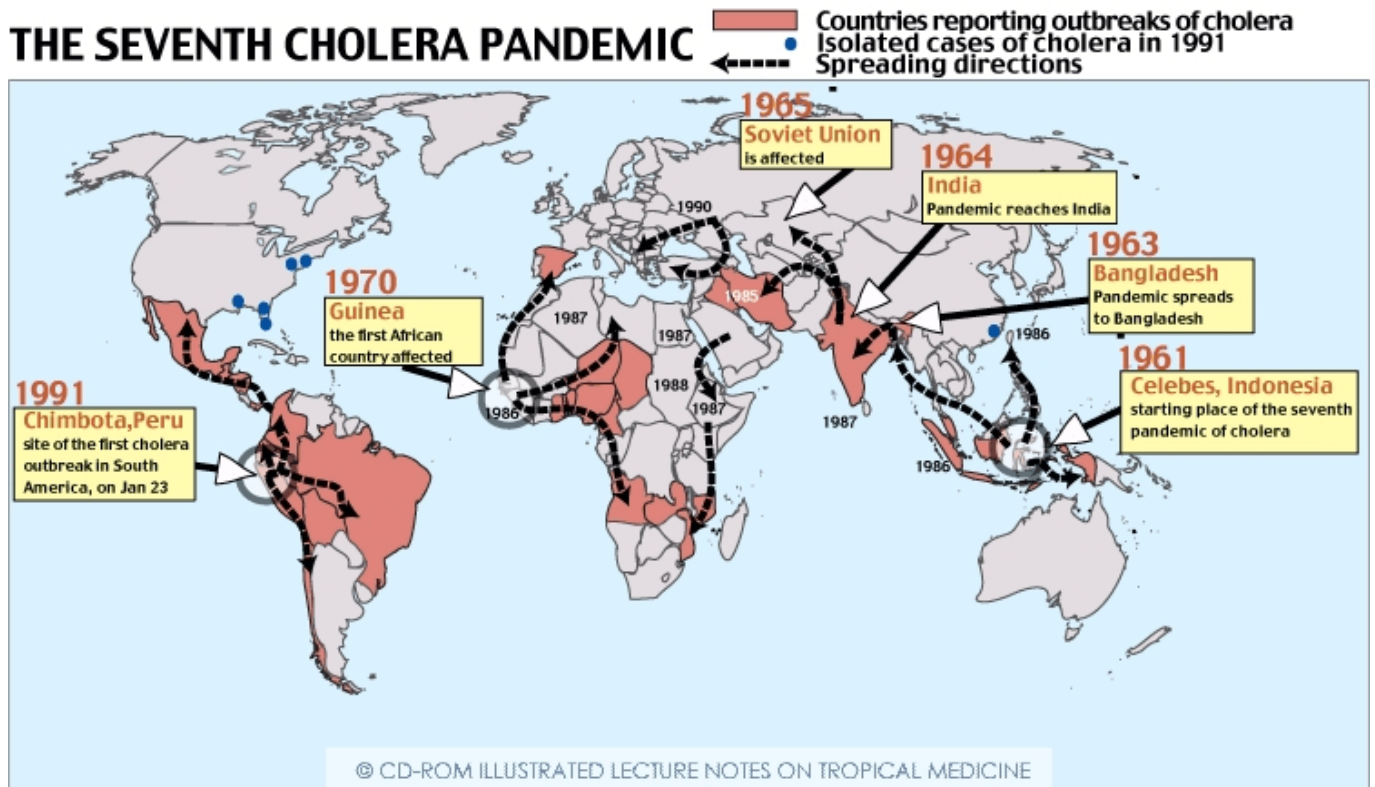 THE SEVENTH CHOLERA PANDEMIC
Countries reporting outbreaks of cholera
Isolated cases of cholera in 1991
Spreading directions
1965
Soviet Union
is affected
1964
India
Pandemic reaches India
1963
Bangladesh
Pandemic spreads
to Bangladesh
1961
Celebes, Indonesia
starting place of the seventh
pandemic of cholera
1970
Guinea
the first African
country affected
1991
Chimbota,Peru
site of the first cholera
outbreak in South
America, on Jan 23
1990
1985
1987
1987
1988
1987
1986
1987
1986
1986
© CD-ROM ILLUSTRATED LECTURE NOTES ON TROPICAL MEDICINE